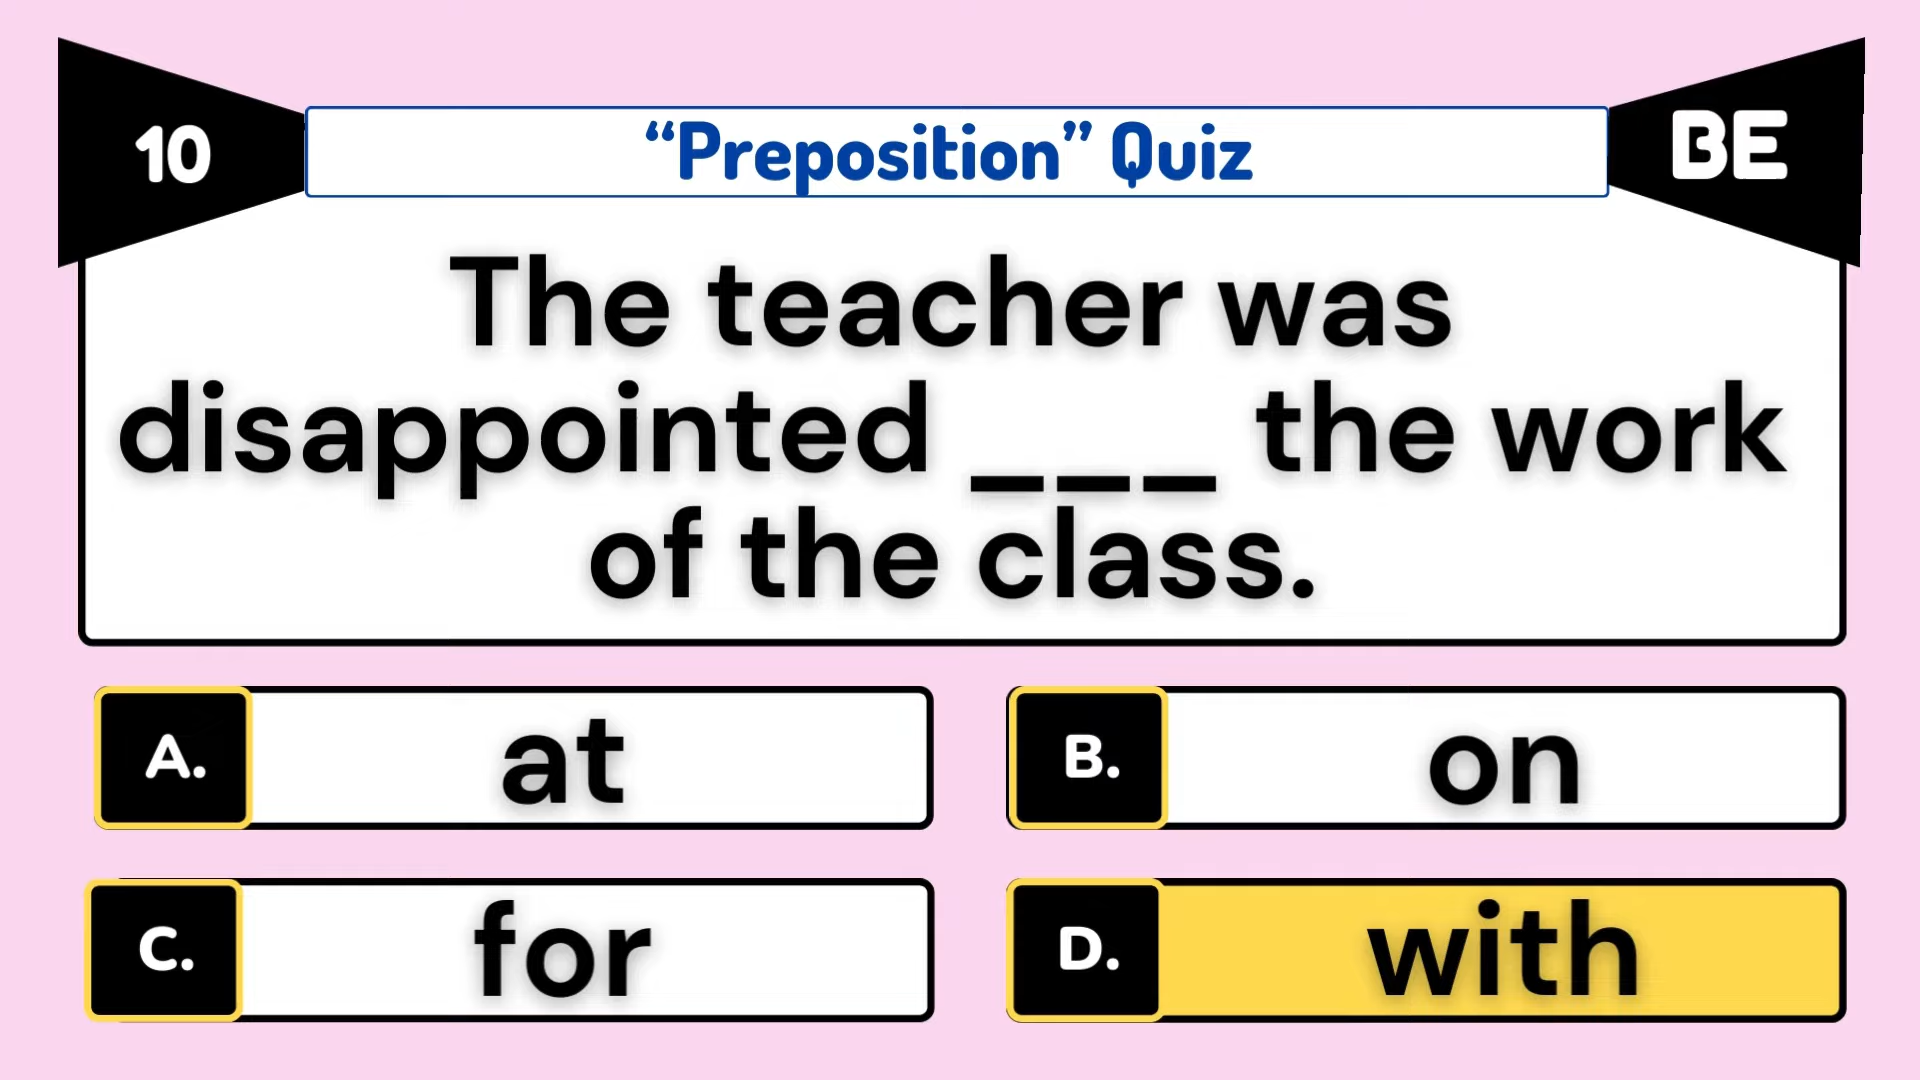 10
“Preposition” Quiz
BE
The teacher was
disappointed ___ the work
of the class.
A.
at
B.
on
C.
for
D.
with